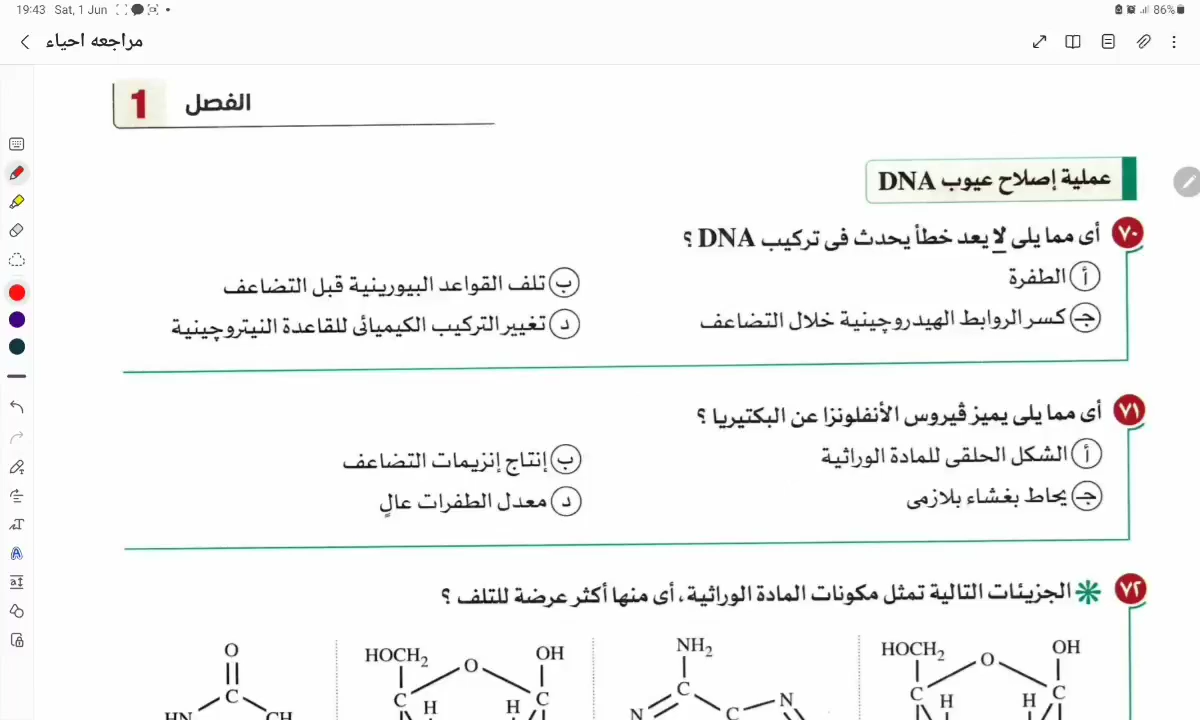 19:43 Sat, 1 Jun 86%
مراجعه احياء
الفصل 1
عملية إصلاح عيوب DNA
٧٠ أى مما يلى لا يعد خطأ يحدث فى تركيب DNA ؟
أ الطفرة
ب تلف القواعد البيورينية قبل التضاعف
جـ كسر الروابط الهيدروچينية خلال التضاعف
د تغيير التركيب الكيميائى للقاعدة النيتروچينية
٧١ أى مما يلى يميز ڤيروس الأنفلونزا عن البكتيريا ؟
أ الشكل الحلقى للمادة الوراثية
ب إنتاج إنزيمات التضاعف
جـ يحاط بغشاء بلازمى
د معدل الطفرات عالٍ
٧٢ الجزيئات التالية تمثل مكونات المادة الوراثية، أى منها أكثر عرضة للتلف ؟
HOCH2 O OH
C H H C
NH2
C
N C N
HOCH2 O OH
C H H C
O
C
HN CH